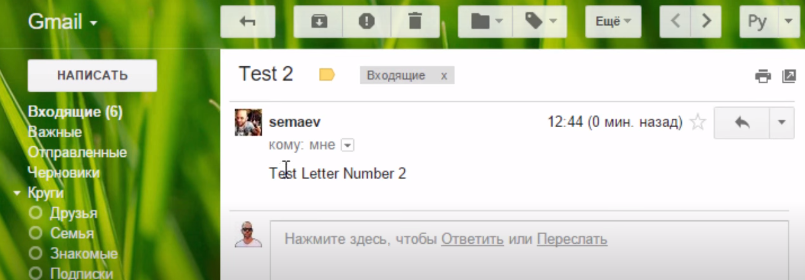 Gmail
Ещё
Ру
НАПИСАТЬ
Test 2
Входящие x
Входящие (6)
Важные
Отправленные
Черновики
Круги
Друзья
Семья
Знакомые
Подписки
semaev
12:44 (0 мин. назад)
кому: мне
Test Letter Number 2
Нажмите здесь, чтобы Ответить или Переслать